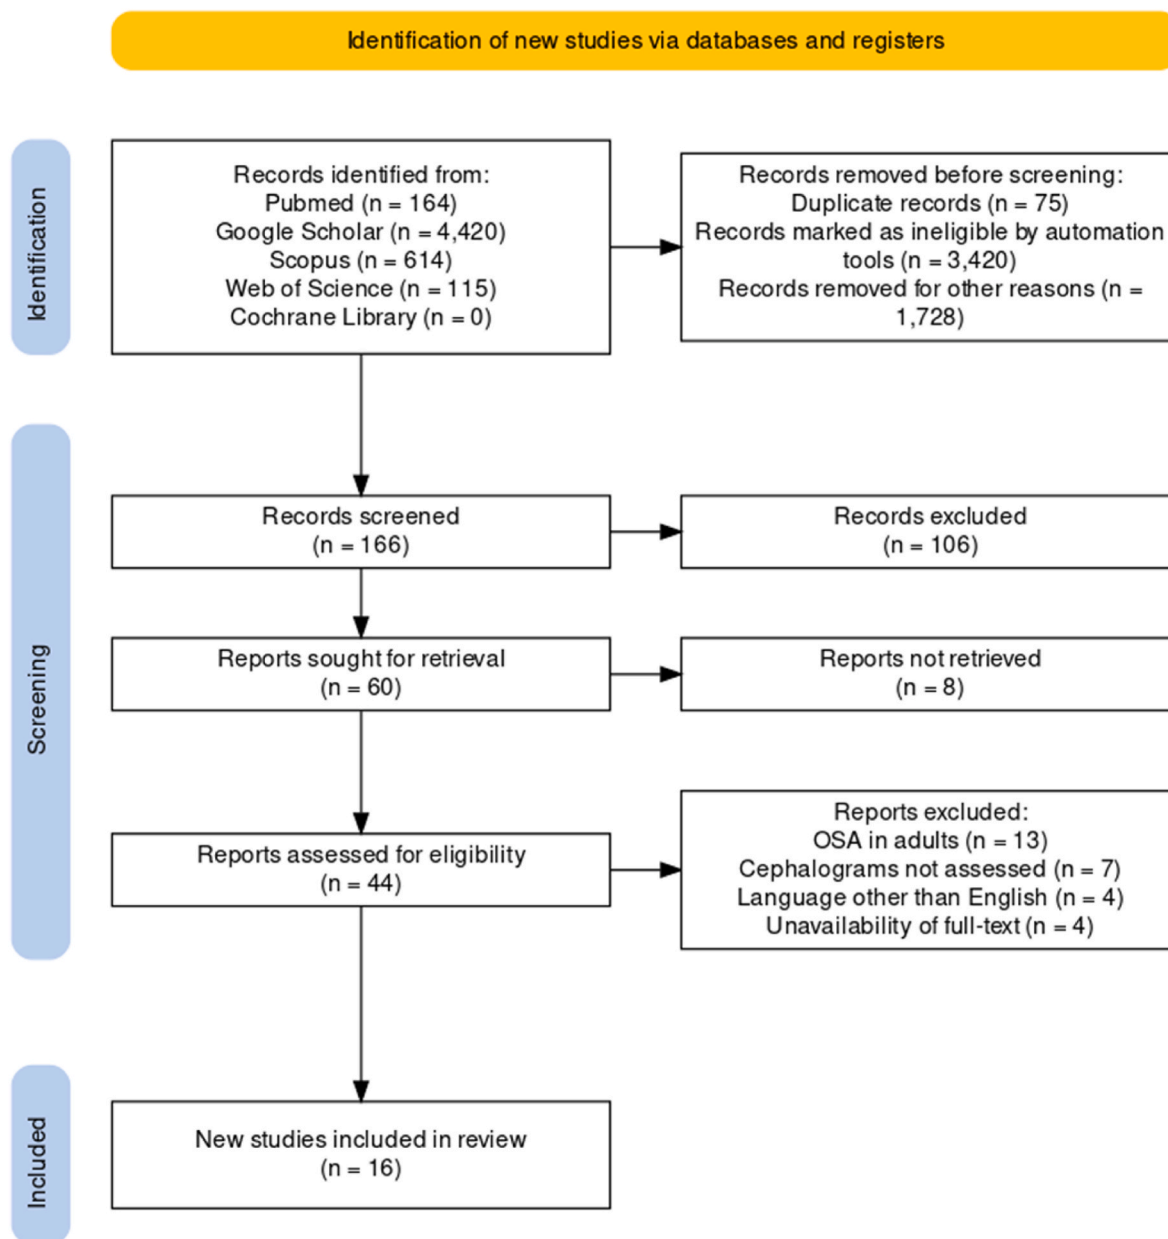 Identification of new studies via databases and registers
Identification
Records identified from:
Pubmed (n = 164)
Google Scholar (n = 4,420)
Scopus (n = 614)
Web of Science (n = 115)
Cochrane Library (n = 0)
Records removed before screening:
Duplicate records (n = 75)
Records marked as ineligible by automation
tools (n = 3,420)
Records removed for other reasons (n =
1,728)
Screening
Records screened
(n = 166)
Records excluded
(n = 106)
Reports sought for retrieval
(n = 60)
Reports not retrieved
(n = 8)
Reports assessed for eligibility
(n = 44)
Reports excluded:
OSA in adults (n = 13)
Cephalograms not assessed (n = 7)
Language other than English (n = 4)
Unavailability of full-text (n = 4)
Included
New studies included in review
(n = 16)